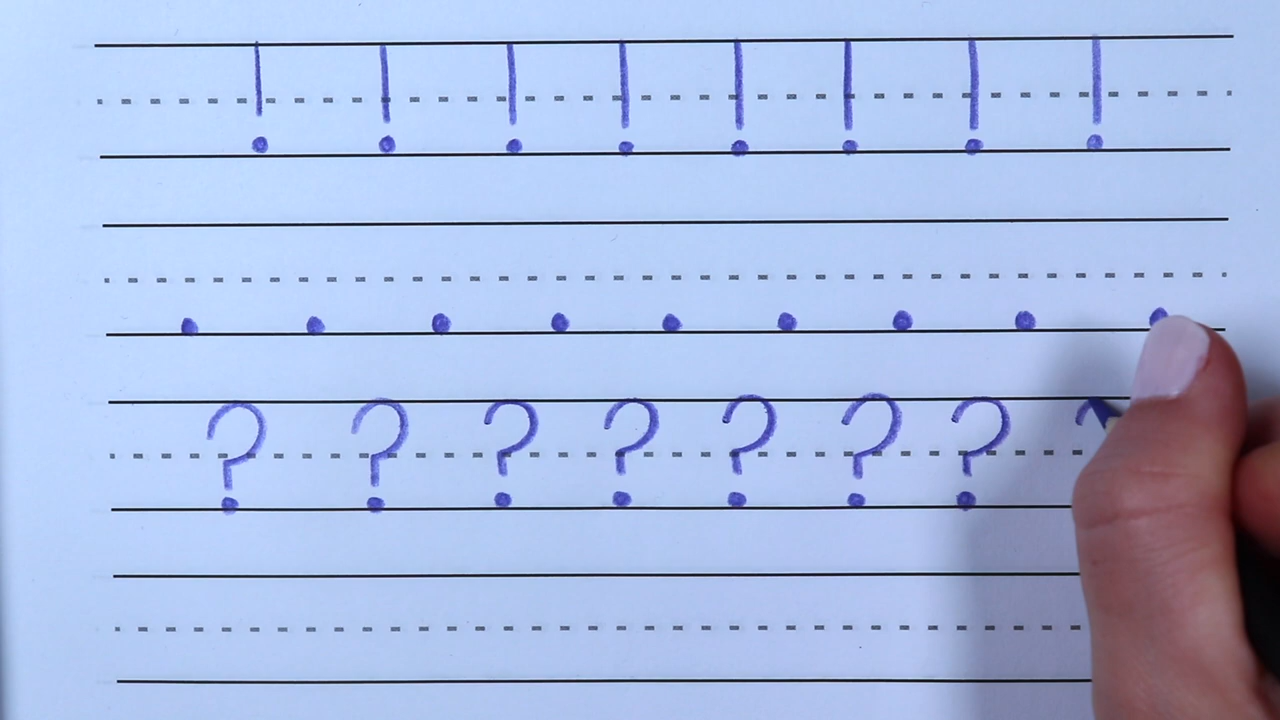 ! ! ! ! ! ! ! !
. . . . . . . . .
? ? ? ? ? ? ?